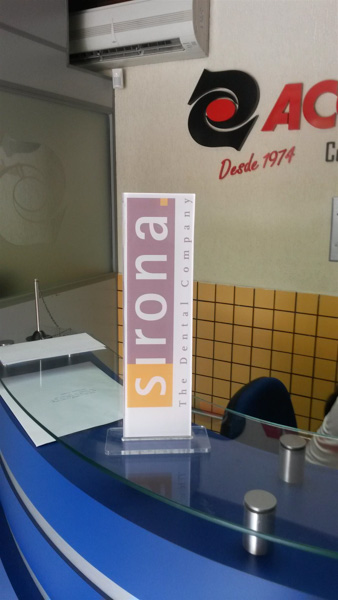 AC
Desde 1974
sirona.
The Dental Company